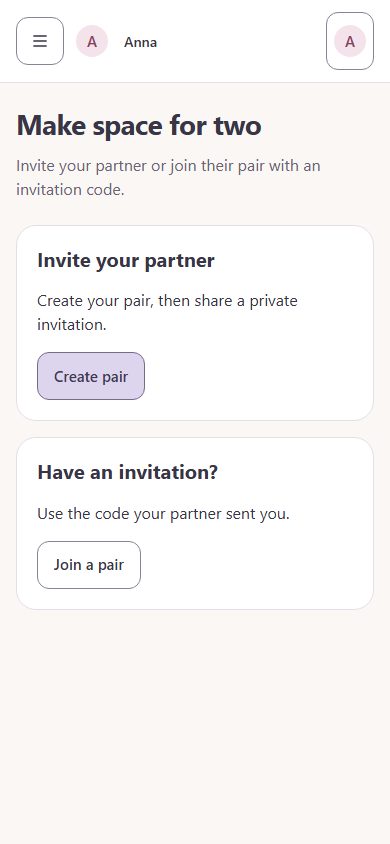 A
Anna
A
Make space for two
Invite your partner or join their pair with an
invitation code.
Invite your partner
Create your pair, then share a private
invitation.
Create pair
Have an invitation?
Use the code your partner sent you.
Join a pair